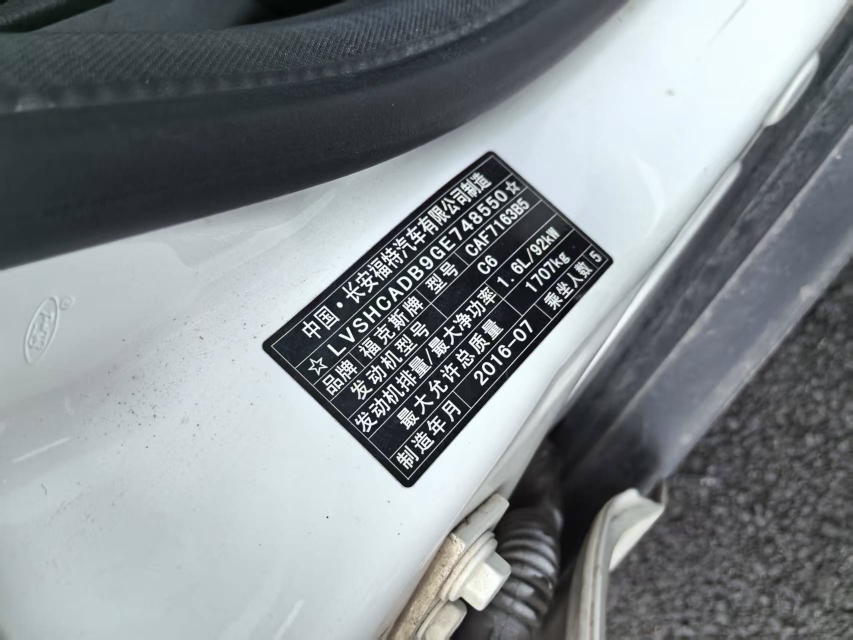 中国·长安福特汽车有限公司制造
☆LVSHCADB9GE748550☆
品牌 福克斯牌 型号 CAF7163B5
发动机型号 C6
发动机排量/最大净功率 1.6L/92kW
最大允许总质量 1707kg
制造年月 2016-07 乘坐人数 5